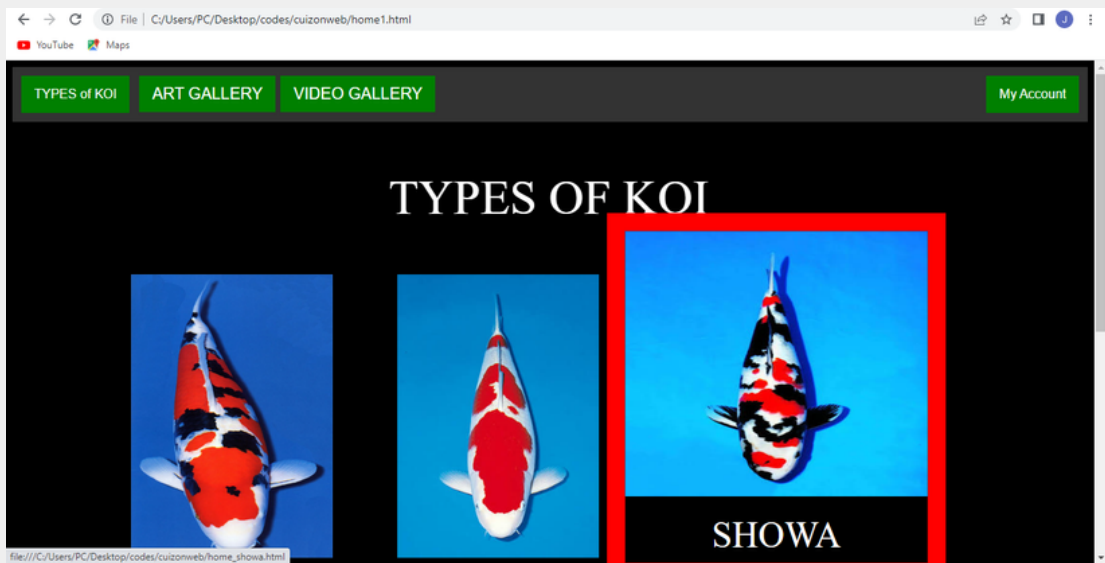 File | C:/Users/PC/Desktop/codes/cuizonweb/home1.html
J
YouTube Maps
TYPES of KOI ART GALLERY VIDEO GALLERY My Account
TYPES OF KOI
SHOWA
file:///C:/Users/PC/Desktop/codes/cuizonweb/home_showa.html